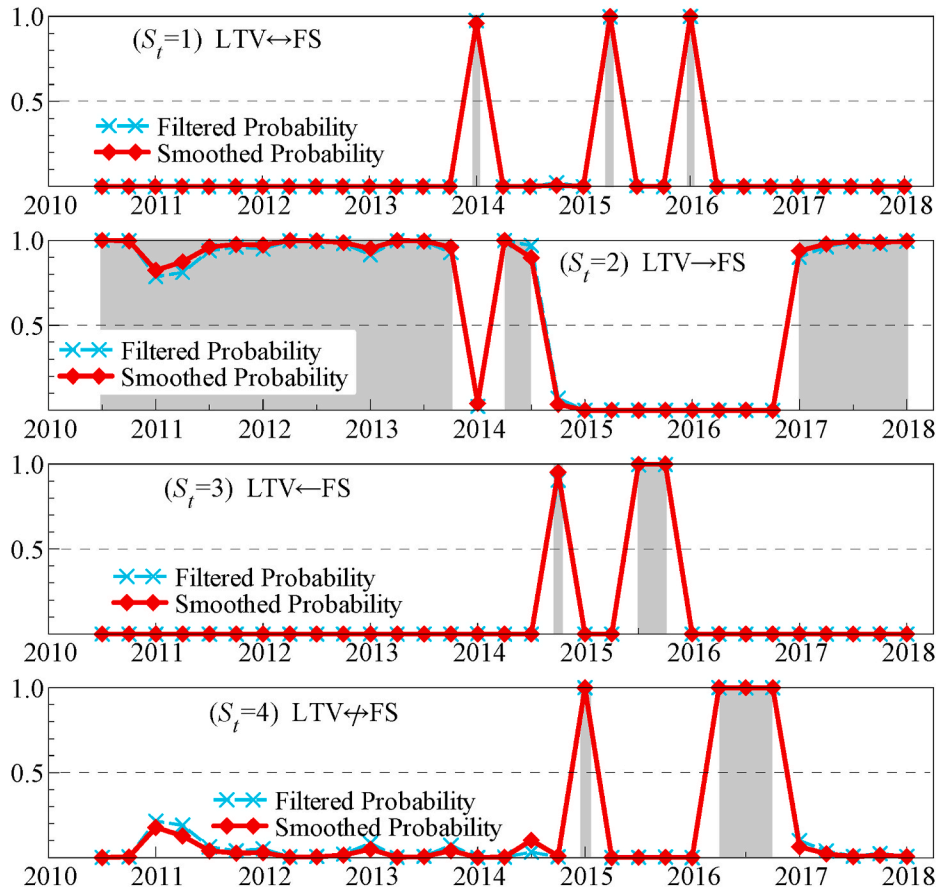 1.0
(St=1) LTV↔FS
0.5
Filtered Probability
Smoothed Probability
2010 2011 2012 2013 2014 2015 2016 2017 2018
1.0
(St=2) LTV→FS
0.5
Filtered Probability
Smoothed Probability
2010 2011 2012 2013 2014 2015 2016 2017 2018
1.0
(St=3) LTV←FS
0.5
Filtered Probability
Smoothed Probability
2010 2011 2012 2013 2014 2015 2016 2017 2018
1.0
(St=4) LTV↮FS
0.5
Filtered Probability
Smoothed Probability
2010 2011 2012 2013 2014 2015 2016 2017 2018